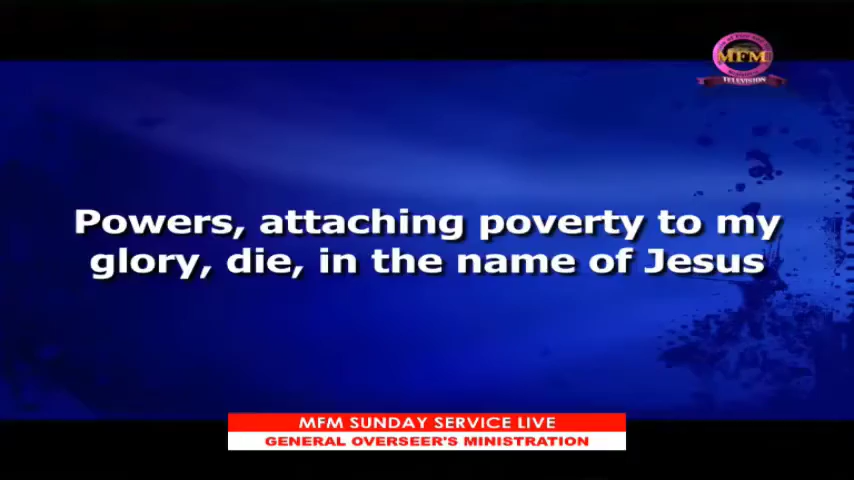 MFM
TELEVISION
Powers, attaching poverty to my
glory, die, in the name of Jesus
MFM SUNDAY SERVICE LIVE
GENERAL OVERSEER'S MINISTRATION